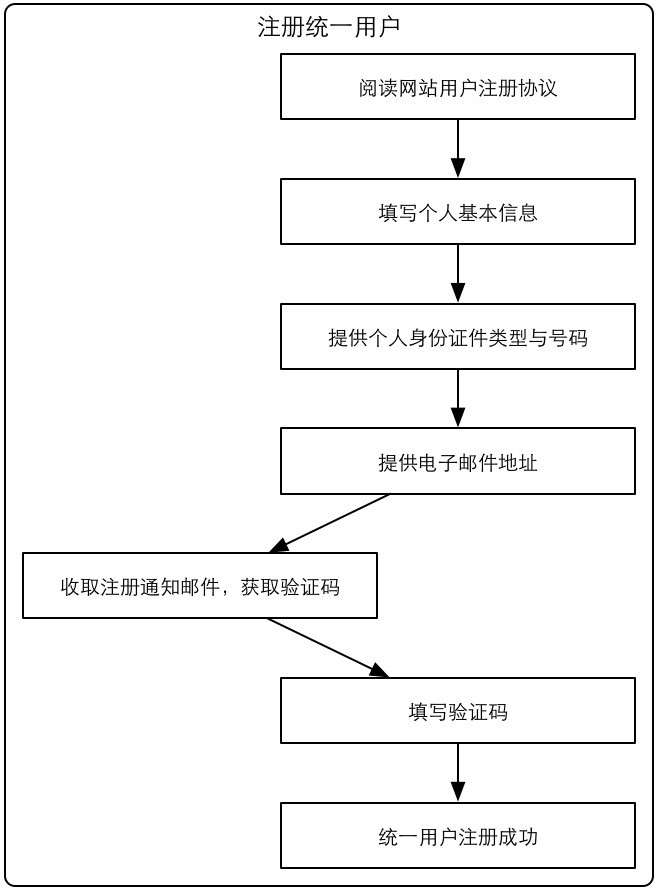 注册统一用户
阅读网站用户注册协议
填写个人基本信息
提供个人身份证件类型与号码
提供电子邮件地址
收取注册通知邮件，获取验证码
填写验证码
统一用户注册成功